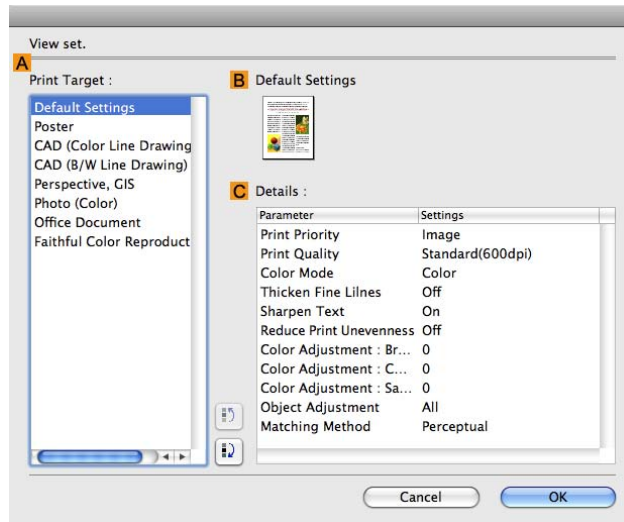 View set.
A
Print Target :
Default Settings
Poster
CAD (Color Line Drawing
CAD (B/W Line Drawing)
Perspective, GIS
Photo (Color)
Office Document
Faithful Color Reproduct
B Default Settings
C Details :
Parameter Settings
Print Priority Image
Print Quality Standard(600dpi)
Color Mode Color
Thicken Fine Lilnes Off
Sharpen Text On
Reduce Print Unevenness Off
Color Adjustment : Br... 0
Color Adjustment : C... 0
Color Adjustment : Sa... 0
Object Adjustment All
Matching Method Perceptual
Cancel OK